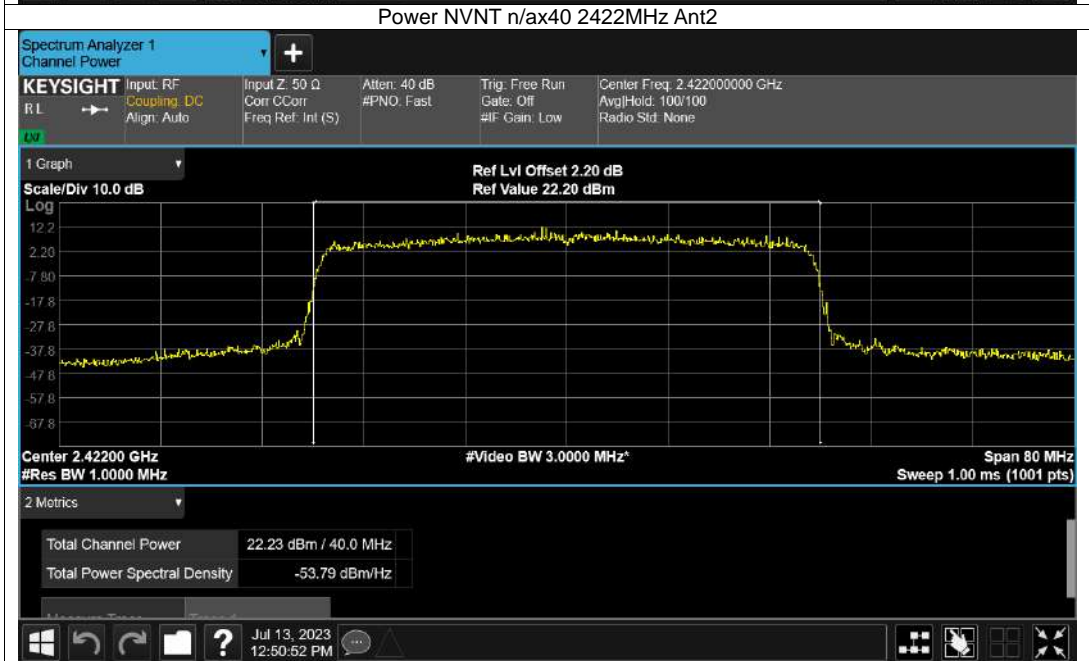 Power NVNT n/ax40 2422MHz Ant2
Spectrum Analyzer 1
Channel Power
KEYSIGHT Input: RF Input Z: 50 Ω Atten: 40 dB Trig: Free Run Center Freq: 2.422000000 GHz
RL Coupling: DC Corr CCorr #PNO: Fast Gate: Off Avg|Hold: 100/100
Align: Auto Freq Ref: Int (S) #IF Gain: Low Radio Std: None
LXI
1 Graph
Ref Lvl Offset 2.20 dB
Scale/Div 10.0 dB Ref Value 22.20 dBm
Log
12.2
2.20
-7.80
-17.8
-27.8
-37.8
-47.8
-57.8
-67.8
Center 2.42200 GHz #Video BW 3.0000 MHz* Span 80 MHz
#Res BW 1.0000 MHz Sweep 1.00 ms (1001 pts)
2 Metrics
Total Channel Power 22.23 dBm / 40.0 MHz
Total Power Spectral Density -53.79 dBm/Hz
? Jul 13, 2023
12:50:52 PM